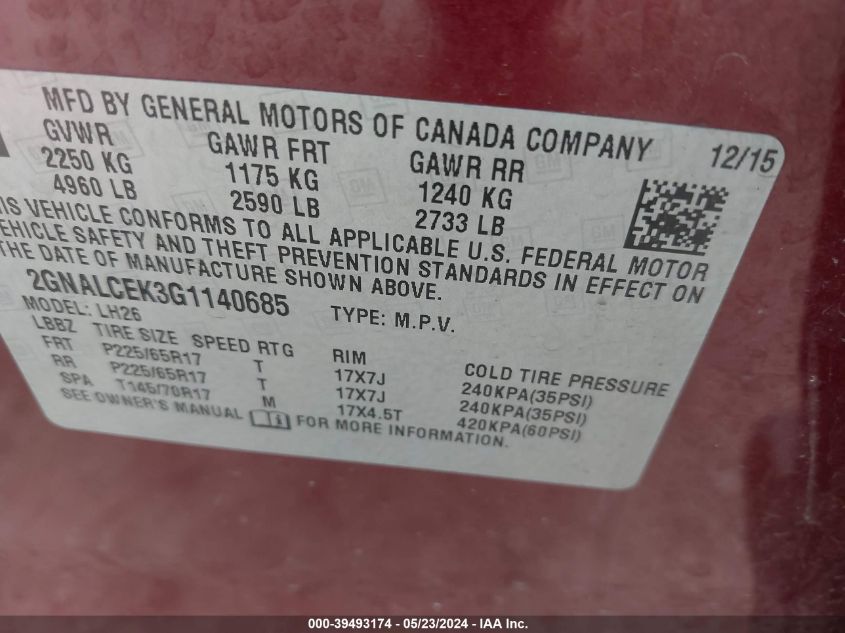 MFD BY GENERAL MOTORS OF CANADA COMPANY 12/15
GVWR GAWR FRT GAWR RR
2250 KG 1175 KG 1240 KG
4960 LB 2590 LB 2733 LB
IS VEHICLE CONFORMS TO ALL APPLICABLE U.S. FEDERAL MOTOR
EHICLE SAFETY AND THEFT PREVENTION STANDARDS IN EFFECT ON
THE DATE OF MANUFACTURE SHOWN ABOVE.
2GNALCEK3G1140685 TYPE: M.P.V.
MODEL: LH26
LBBZ TIRE SIZE SPEED RTG RIM COLD TIRE PRESSURE
FRT P225/65R17 T 17X7J 240KPA(35PSI)
RR P225/65R17 T 17X7J 240KPA(35PSI)
SPA T145/70R17 M 17X4.5T 420KPA(60PSI)
SEE OWNER'S MANUAL FOR MORE INFORMATION.
000-39493174 - 05/23/2024 - IAA Inc.